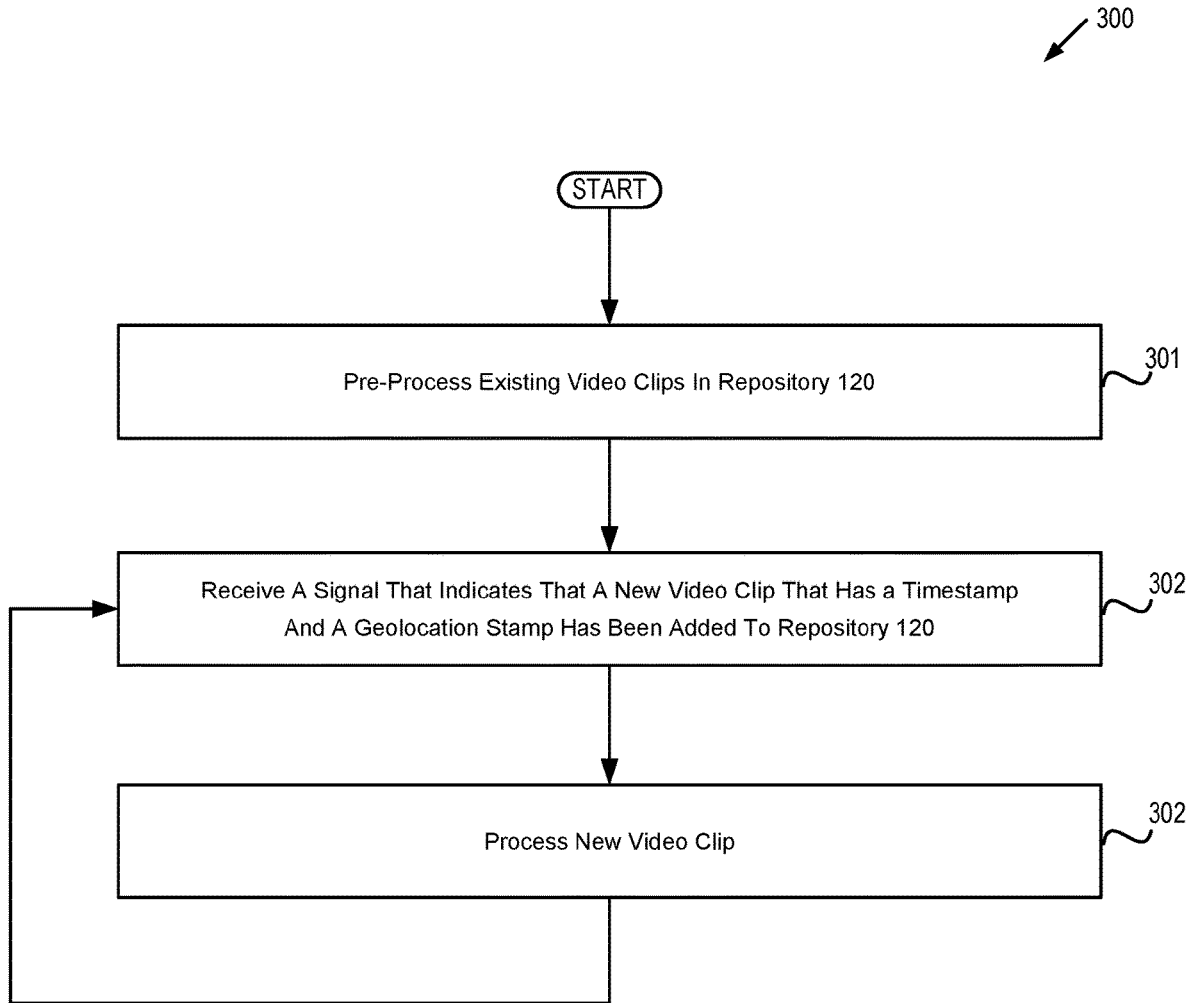 300
START
Pre-Process Existing Video Clips In Repository 120
301
Receive A Signal That Indicates That A New Video Clip That Has a Timestamp
And A Geolocation Stamp Has Been Added To Repository 120
302
Process New Video Clip
302